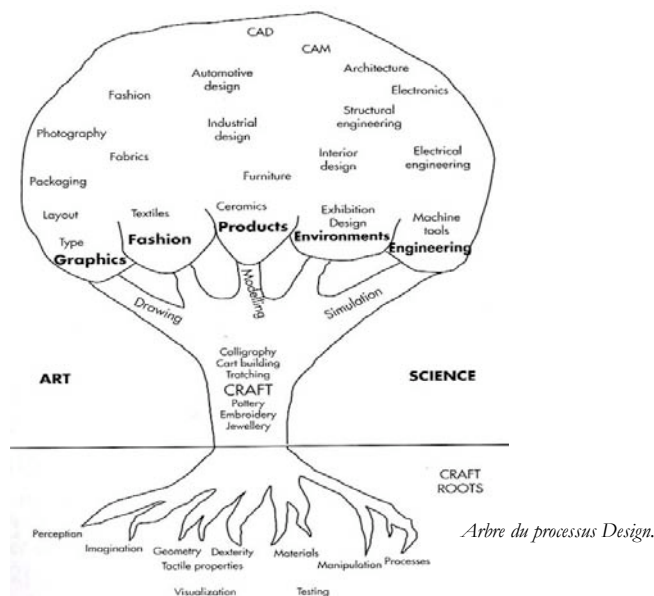 CAD
CAM
Architecture
Automotive
design
Electronics
Fashion
Structural
engineering
Photography
Industrial
design
Fabrics
Interior
design
Electrical
engineering
Packaging
Furniture
Layout
Textiles
Ceramics
Exhibition
Design
Machine
tools
Type
Graphics
Fashion
Products
Environments
Engineering
Drawing
Modelling
Simulation
Calligraphy
Cart building
Tratching
CRAFT
Pottery
Embroidery
Jewellery
ART
SCIENCE
CRAFT
ROOTS
Perception
Imagination
Geometry
Dexterity
Materials
Manipulation
Processes
Tactile properties
Visualization
Testing
Arbre du processus Design.